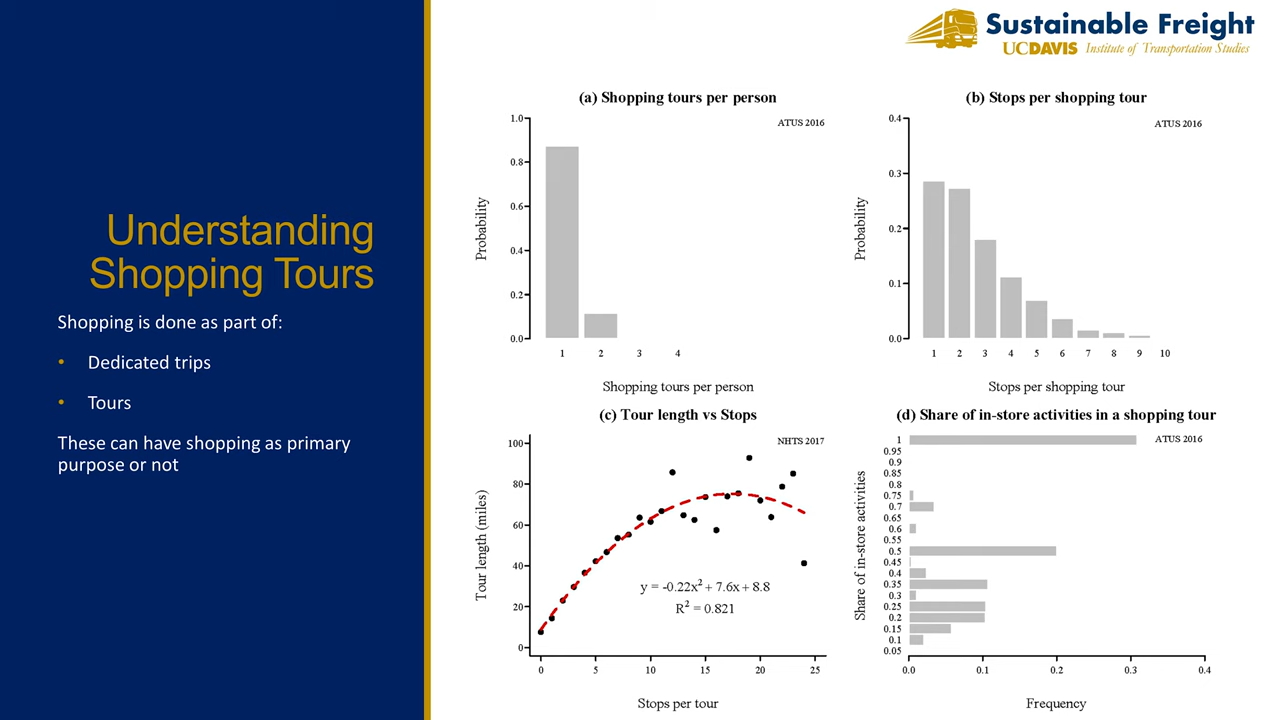 Sustainable Freight
UCDAVIS Institute of Transportation Studies
Understanding
Shopping Tours
Shopping is done as part of:
• Dedicated trips
• Tours
These can have shopping as primary
purpose or not
(a) Shopping tours per person
ATUS 2016
Probability
1.0
0.8
0.6
0.4
0.2
0.0
1 2 3 4
Shopping tours per person
(b) Stops per shopping tour
ATUS 2016
Probability
0.4
0.3
0.2
0.1
0.0
1 2 3 4 5 6 7 8 9 10
Stops per shopping tour
(c) Tour length vs Stops
NHTS 2017
Tour length (miles)
100
80
60
40
20
0
y = -0.22x² + 7.6x + 8.8
R² = 0.821
0 5 10 15 20 25
Stops per tour
(d) Share of in-store activities in a shopping tour
ATUS 2016
Share of in-store activities
1
0.95
0.9
0.85
0.8
0.75
0.7
0.65
0.6
0.55
0.5
0.45
0.4
0.35
0.3
0.25
0.2
0.15
0.1
0.05
0.0 0.1 0.2 0.3 0.4
Frequency